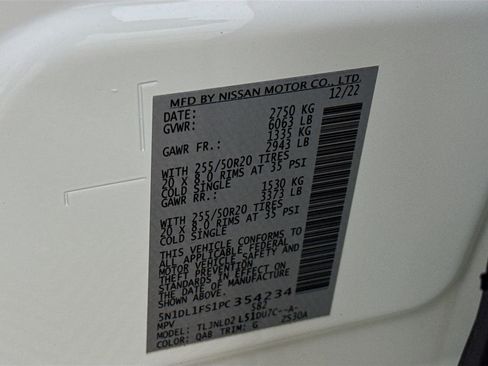 MFD BY NISSAN MOTOR CO., LTD.
DATE: 12/22
GVWR: 2750 KG
6063 LB
GAWR FR.: 1335 KG
2943 LB
WITH 255/50R20 TIRES
20 X 8.0 RIMS AT 35 PSI
COLD SINGLE
GAWR RR.: 1530 KG
3373 LB
WITH 255/50R20 TIRES
20 X 8.0 RIMS AT 35 PSI
COLD SINGLE
THIS VEHICLE CONFORMS TO
ALL APPLICABLE FEDERAL
MOTOR VEHICLE SAFETY AND
THEFT PREVENTION
STANDARDS IN EFFECT ON
THE DATE OF MANUFACTURE
SHOWN ABOVE.
5N1DL1FS1PC354234
MPV S82
MODEL: TLJNLD2 L51DU7C--A-
COLOR: QAB TRIM: G ZS30A